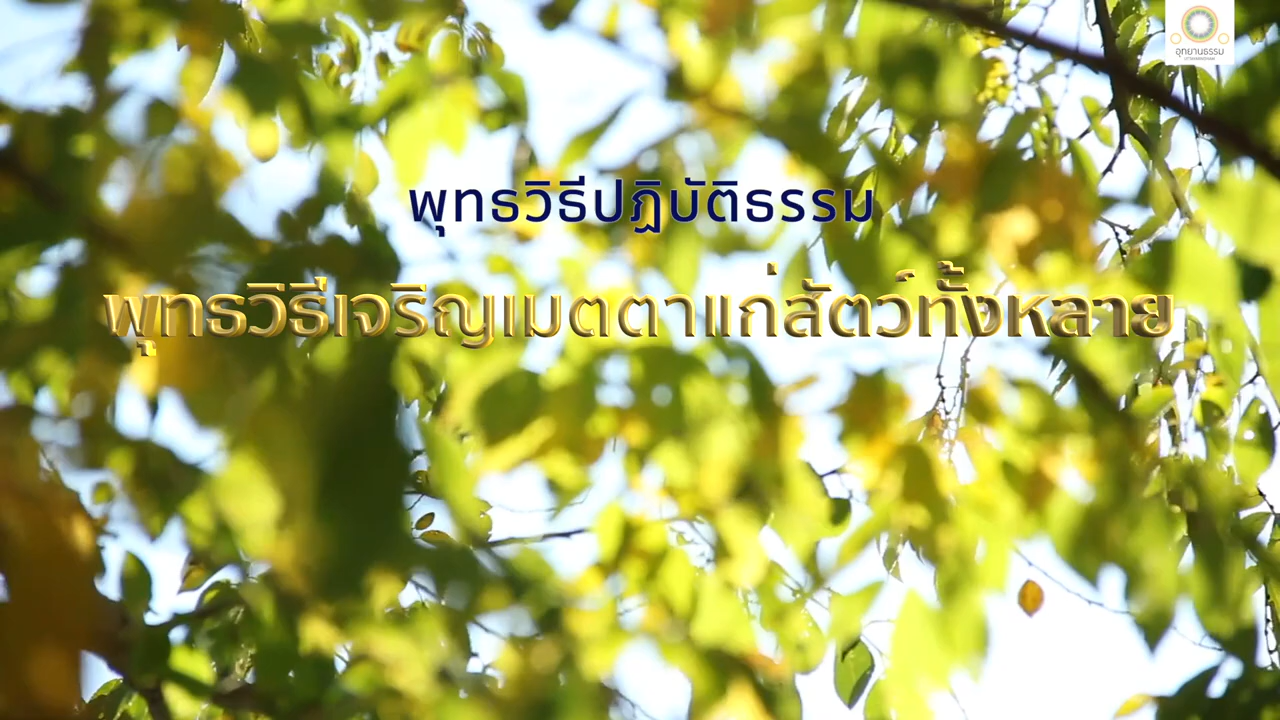 อุทยานธรรม
พุทธวิธีปฏิบัติธรรม
พุทธวิธีเจริญเมตตาแก่สัตว์ทั้งหลาย